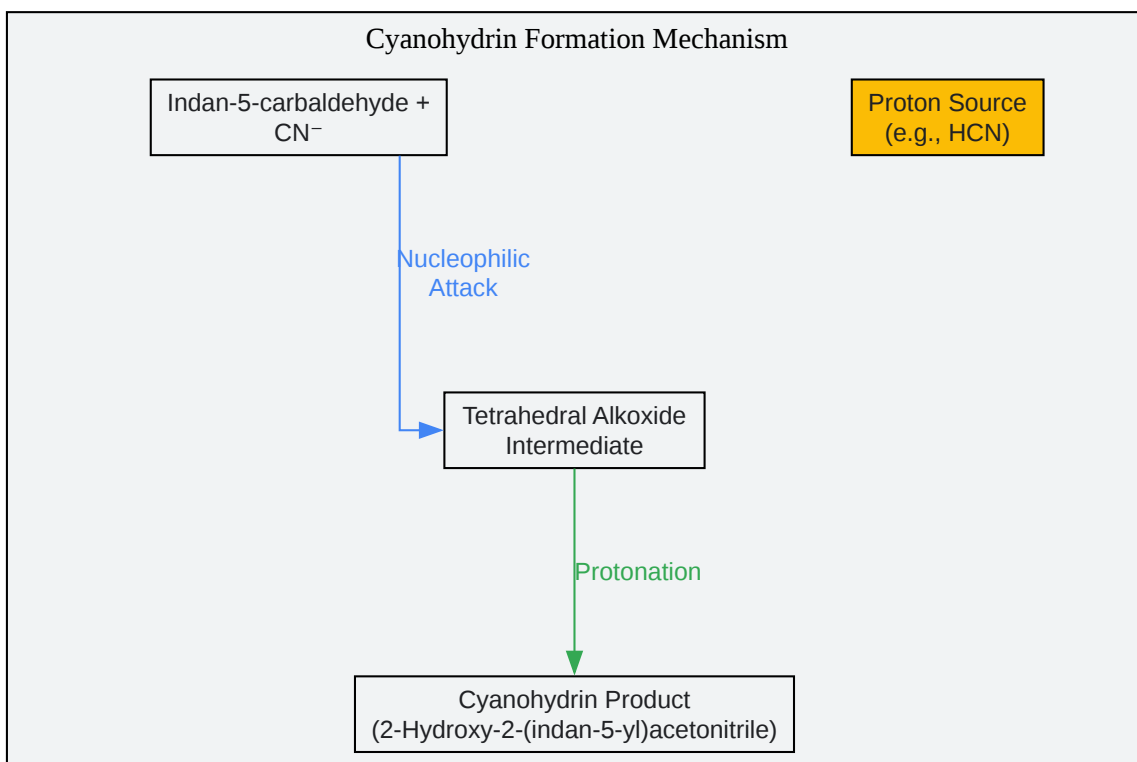 Cyanohydrin Formation Mechanism
Indan-5-carbaldehyde +
CN⁻
Proton Source
(e.g., HCN)
Nucleophilic
Attack
Tetrahedral Alkoxide
Intermediate
Protonation
Cyanohydrin Product
(2-Hydroxy-2-(indan-5-yl)acetonitrile)